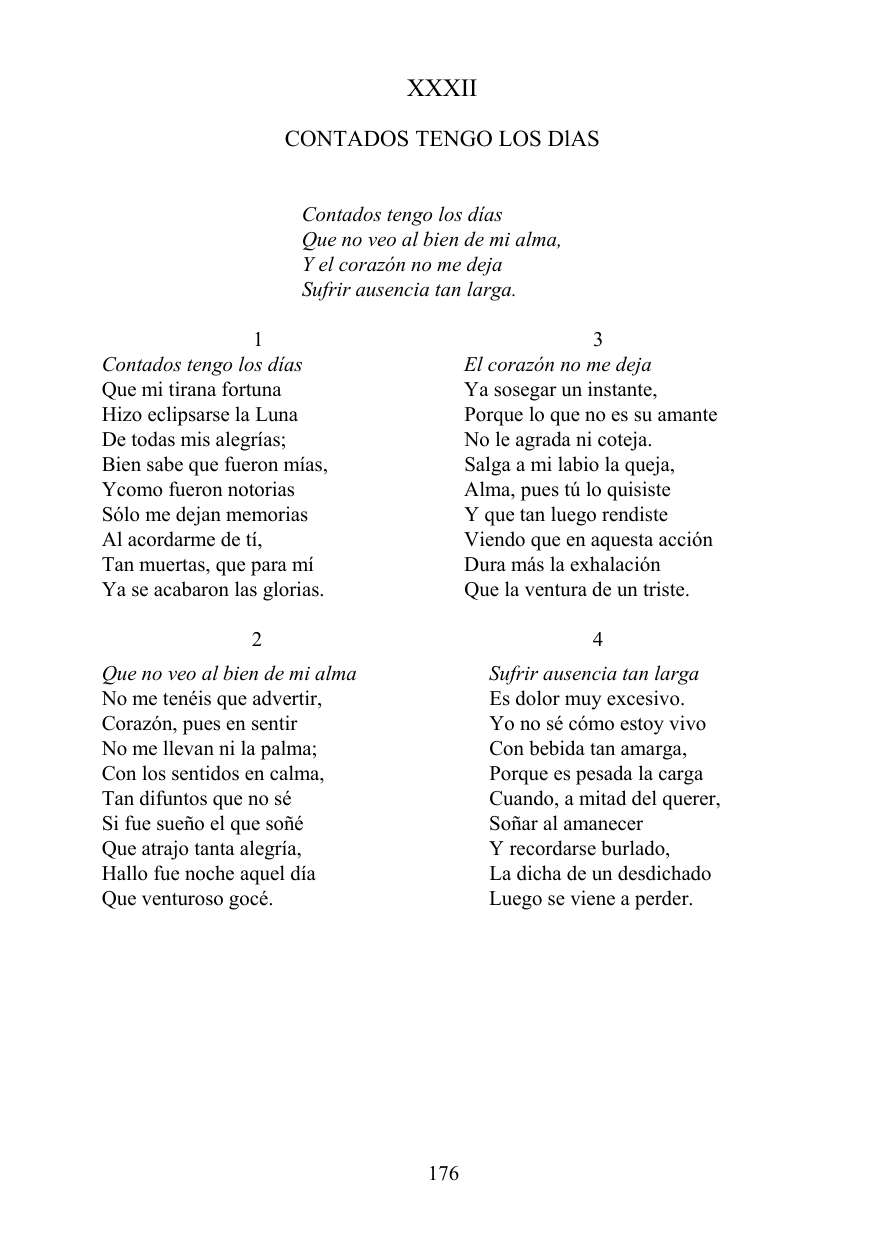 XXXII
CONTADOS TENGO LOS DlAS
Contados tengo los días
Que no veo al bien de mi alma,
Y el corazón no me deja
Sufrir ausencia tan larga.
1
Contados tengo los días
Que mi tirana fortuna
Hizo eclipsarse la Luna
De todas mis alegrías;
Bien sabe que fueron mías,
Ycomo fueron notorias
Sólo me dejan memorias
Al acordarme de tí,
Tan muertas, que para mí
Ya se acabaron las glorias.
2
Que no veo al bien de mi alma
No me tenéis que advertir,
Corazón, pues en sentir
No me llevan ni la palma;
Con los sentidos en calma,
Tan difuntos que no sé
Si fue sueño el que soñé
Que atrajo tanta alegría,
Hallo fue noche aquel día
Que venturoso gocé.
3
El corazón no me deja
Ya sosegar un instante,
Porque lo que no es su amante
No le agrada ni coteja.
Salga a mi labio la queja,
Alma, pues tú lo quisiste
Y que tan luego rendiste
Viendo que en aquesta acción
Dura más la exhalación
Que la ventura de un triste.
4
Sufrir ausencia tan larga
Es dolor muy excesivo.
Yo no sé cómo estoy vivo
Con bebida tan amarga,
Porque es pesada la carga
Cuando, a mitad del querer,
Soñar al amanecer
Y recordarse burlado,
La dicha de un desdichado
Luego se viene a perder.
176